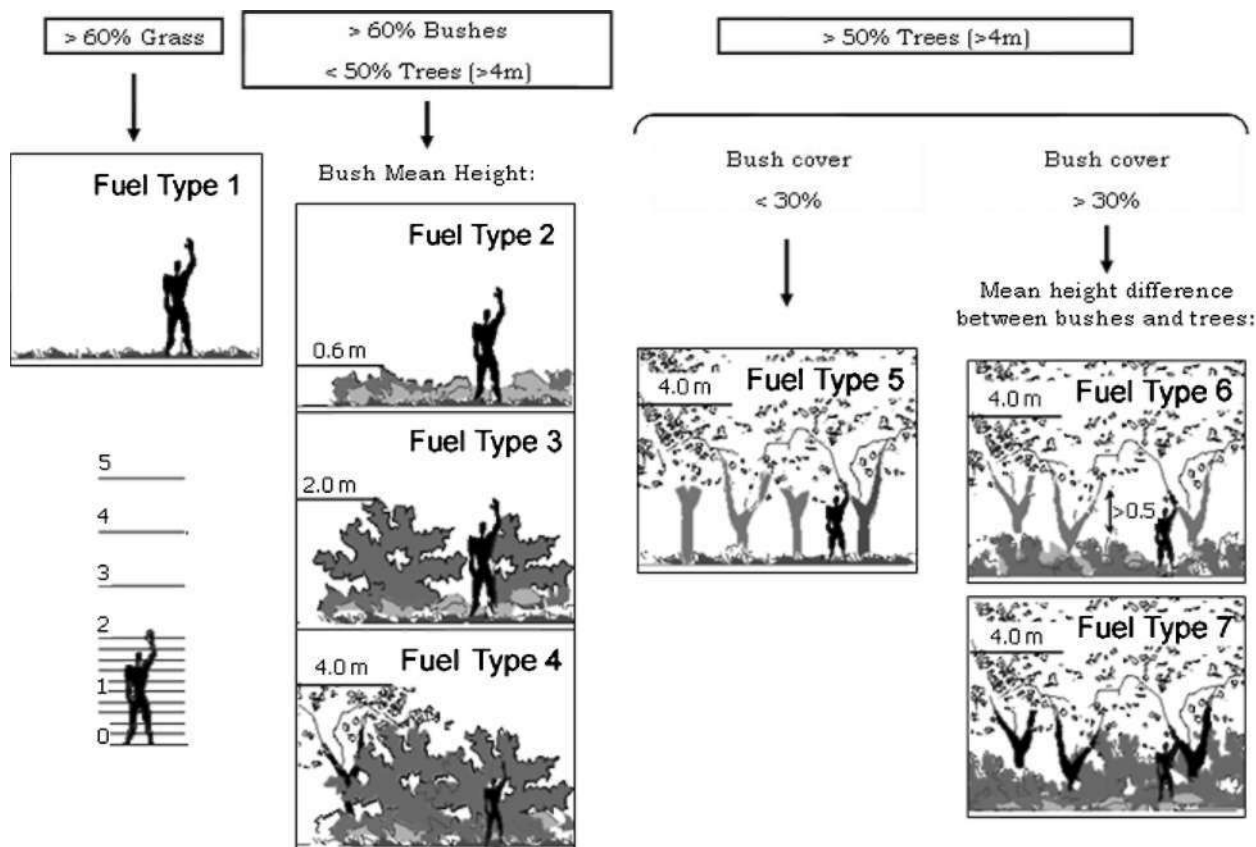 > 60% Grass
> 60% Bushes
< 50% Trees (>4m)
> 50% Trees (>4m)
Fuel Type 1
Bush Mean Height:
Fuel Type 2
0.6 m
Fuel Type 3
2.0 m
Fuel Type 4
4.0 m
5
4
3
2
1
0
Bush cover
< 30%
Fuel Type 5
4.0 m
Bush cover
> 30%
Mean height difference
between bushes and trees:
Fuel Type 6
4.0 m
>0.5
Fuel Type 7
4.0 m